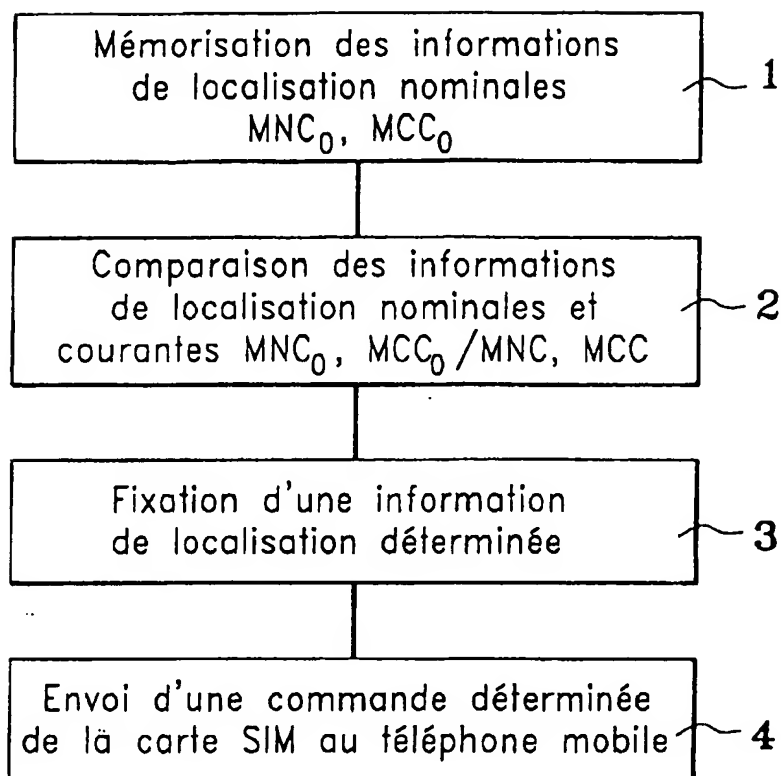 Mémorisation des informations
de localisation nominales
MNC₀, MCC₀
1
Comparaison des informations
de localisation nominales et
courantes MNC₀, MCC₀/MNC, MCC
2
Fixation d'une information
de localisation déterminée
3
Envoi d'une commande déterminée
de la carte SIM au téléphone mobile
4